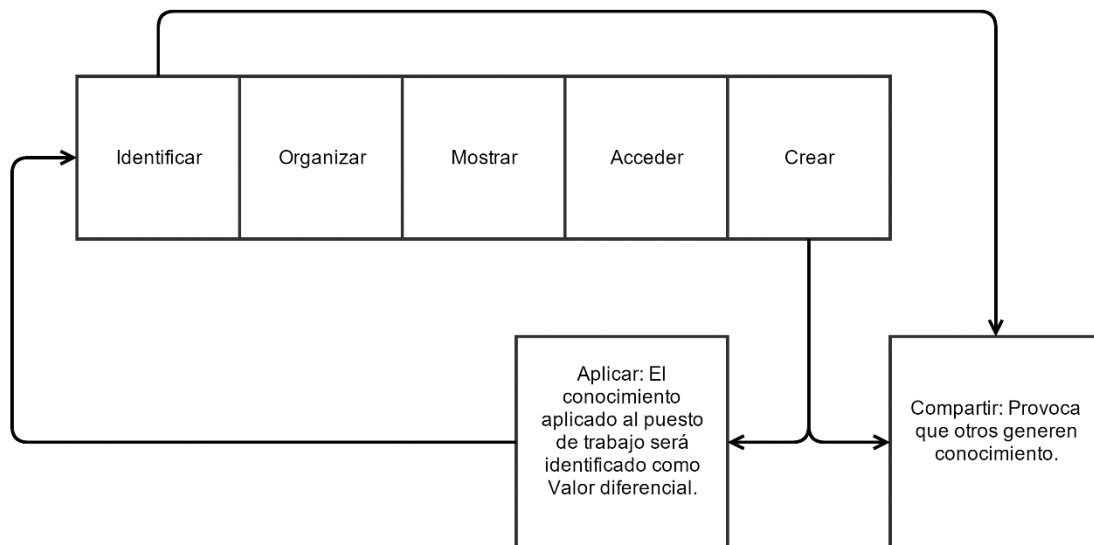 Identificar
Organizar
Mostrar
Acceder
Crear
Aplicar: El
conocimiento
aplicado al puesto
de trabajo será
identificado como
Valor diferencial.
Compartir: Provoca
que otros generen
conocimiento.